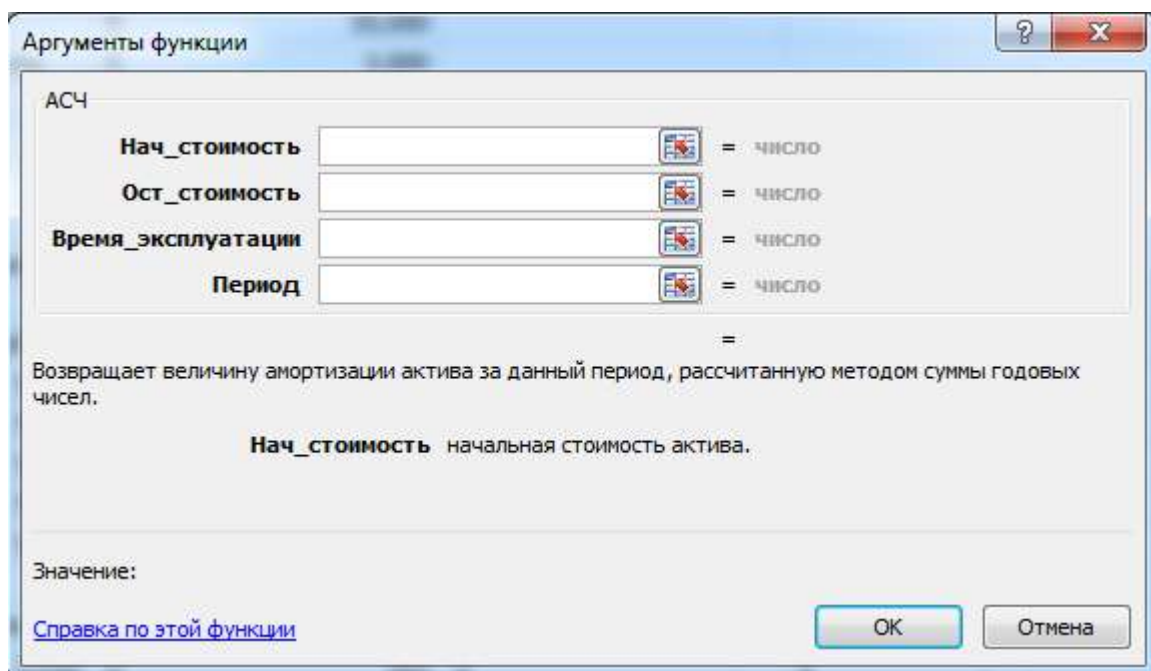 Аргументы функции
АСЧ
Нач_стоимость = число
Ост_стоимость = число
Время_эксплуатации = число
Период = число
=
Возвращает величину амортизации актива за данный период, рассчитанную методом суммы годовых
чисел.
Нач_стоимость начальная стоимость актива.
Значение:
Справка по этой функции
ОК Отмена